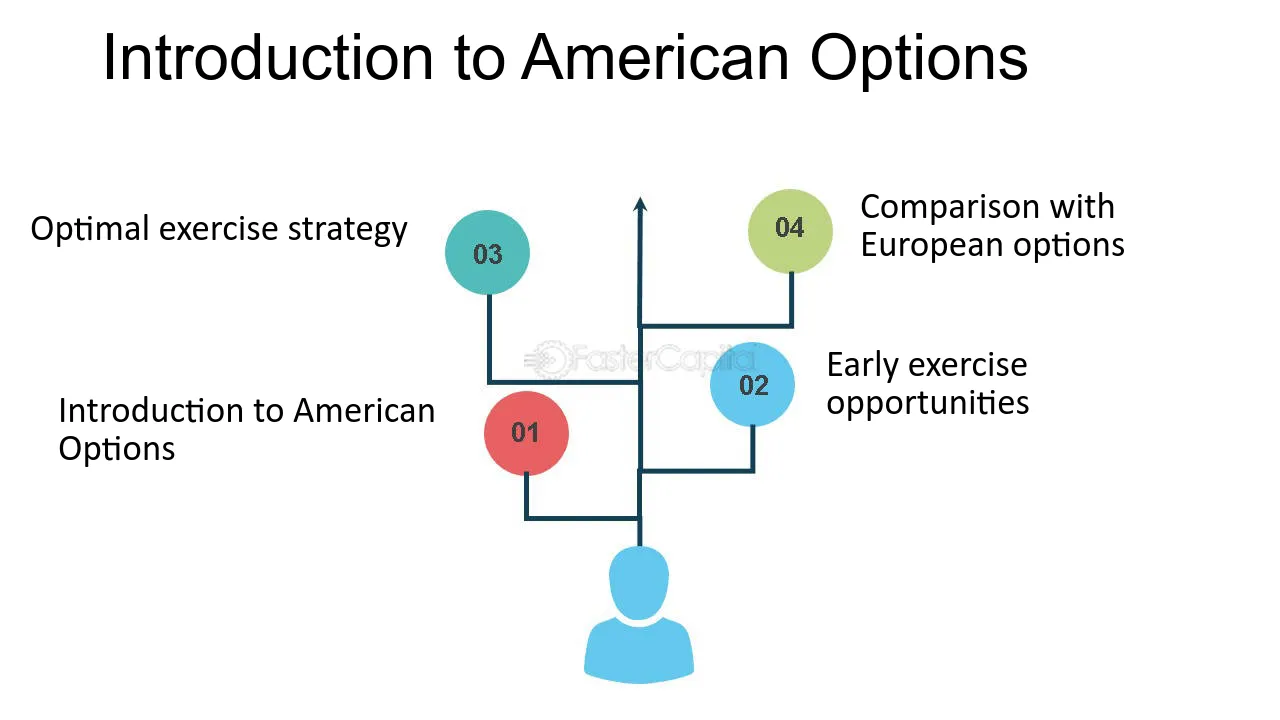 Introduction to American Options
Optimal exercise strategy
03
04
Comparison with
European options
FasterCapital
Introduction to American
Options
01
02
Early exercise
opportunities